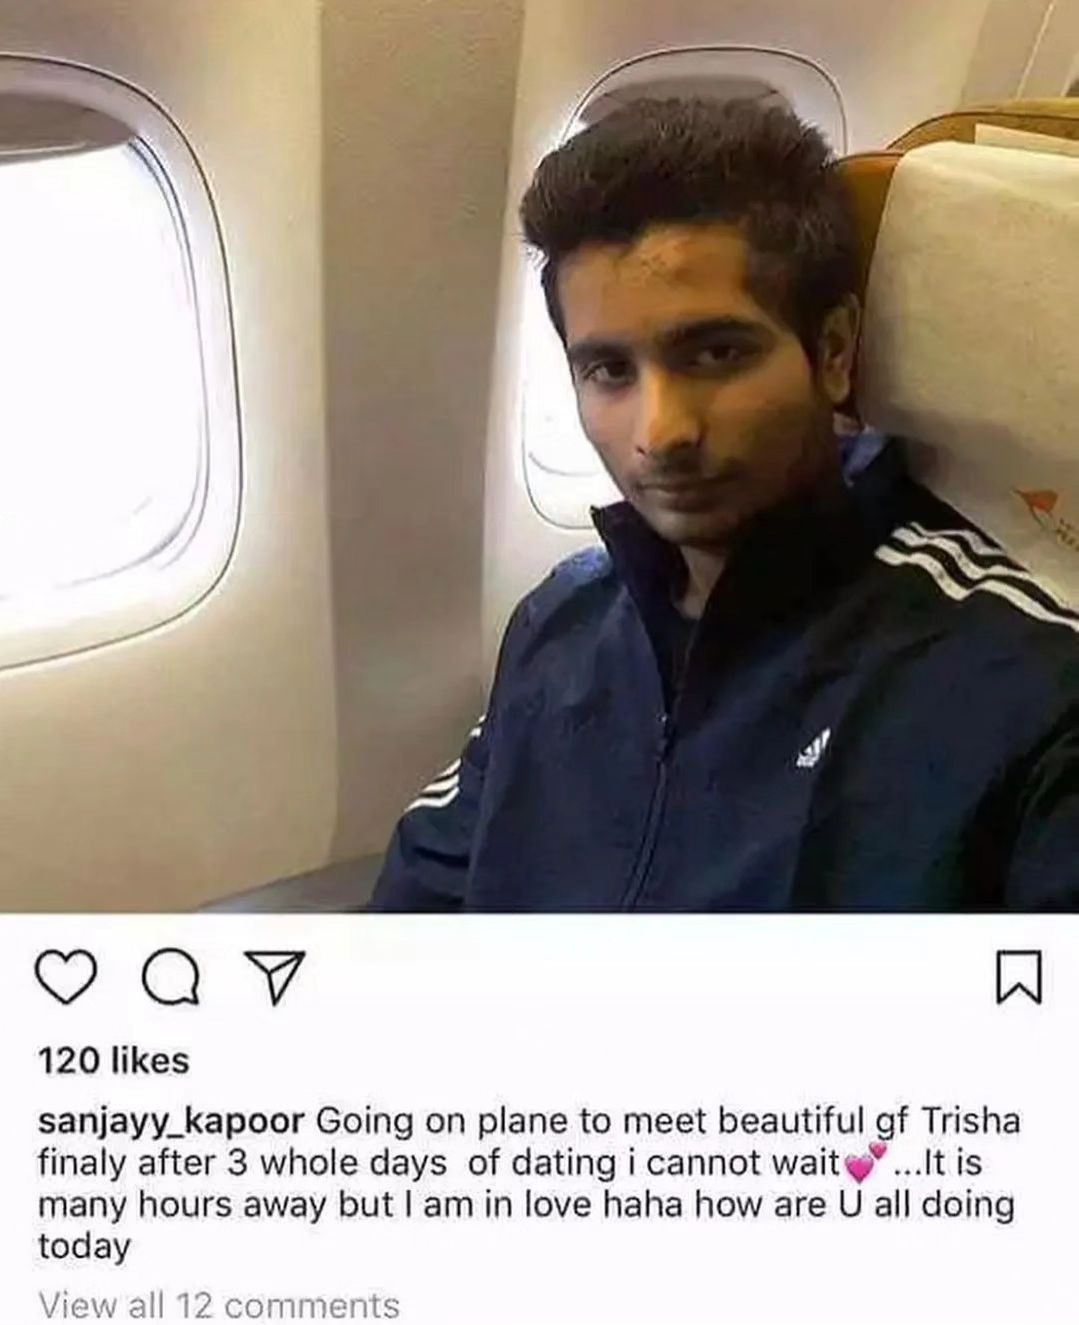 120 likes
sanjayy_kapoor Going on plane to meet beautiful gf Trisha
finaly after 3 whole days of dating i cannot wait💕...It is
many hours away but I am in love haha how are U all doing
today
View all 12 comments